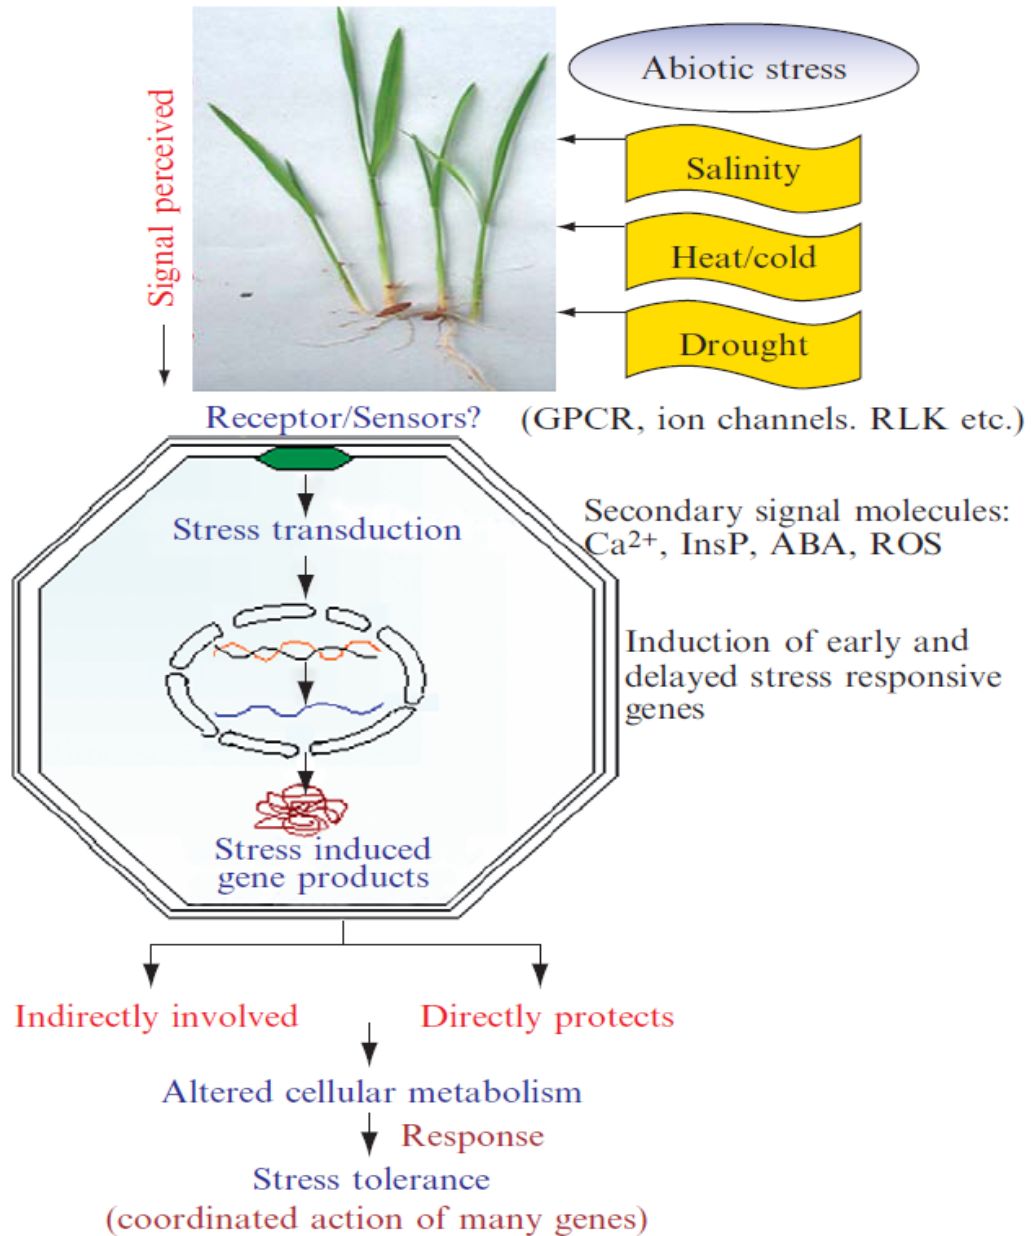 Abiotic stress
Signal perceived
Salinity
Heat/cold
Drought
Receptor/Sensors?
(GPCR, ion channels. RLK etc.)
Stress transduction
Secondary signal molecules:
Ca²⁺, InsP, ABA, ROS
Induction of early and
delayed stress responsive
genes
Stress induced
gene products
Indirectly involved
Directly protects
Altered cellular metabolism
Response
Stress tolerance
(coordinated action of many genes)